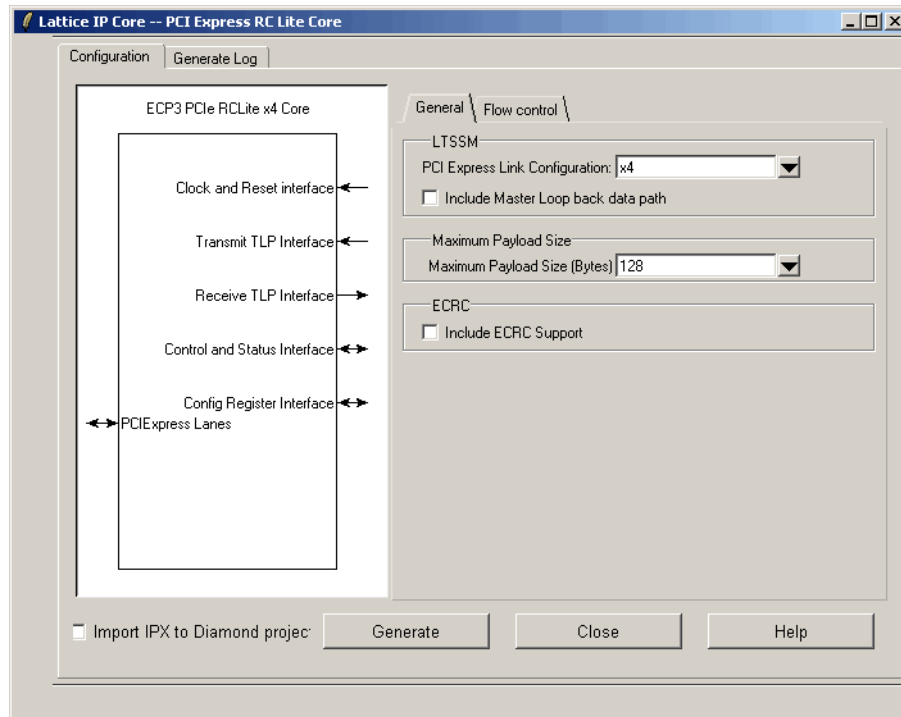 Lattice IP Core -- PCI Express RC Lite Core
Configuration
Generate Log
ECP3 PCIe RCLite x4 Core
Clock and Reset interface
Transmit TLP Interface
Receive TLP Interface
Control and Status Interface
Config Register Interface
PCIExpress Lanes
General
Flow control
LTSSM
PCI Express Link Configuration: x4
Include Master Loop back data path
Maximum Payload Size
Maximum Payload Size (Bytes) 128
ECRC
Include ECRC Support
Import IPX to Diamond projec
Generate
Close
Help